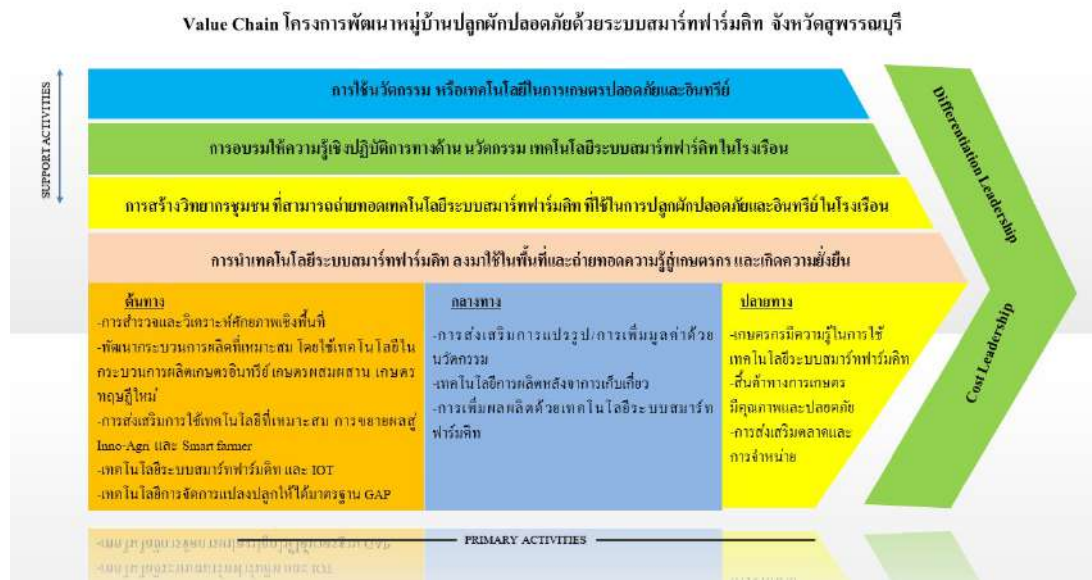 Value Chain โครงการพัฒนาหมู่บ้านปลูกผักปลอดภัยด้วยระบบสมาร์ทฟาร์มคิท จังหวัดสุพรรณบุรี
SUPPORT ACTIVITIES
การใช้นวัตกรรม หรือเทคโนโลยีในการเกษตรปลอดภัยและอินทรีย์
การอบรมให้ความรู้เชิงปฏิบัติการทางด้าน นวัตกรรม เทคโนโลยีระบบสมาร์ทฟาร์คิท ในโรงเรือน
การสร้างวิทยากรชุมชน ที่สามารถถ่ายทอดเทคโนโลยีระบบสมาร์ทฟาร์มคิท ที่ใช้ในการปลูกผักปลอดภัยและอินทรีย์ ในโรงเรือน
การนำเทคโนโลยีระบบสมาร์ทฟาร์มคิท ลงมาใช้ในพื้นที่และถ่ายทอดความรู้สู่เกษตรกร และเกิดความยั่งยืน
ต้นทาง
-การสำรวจและวิเคราะห์ศักยภาพเชิงพื้นที่
-พัฒนากระบวนการผลิตที่เหมาะสม โดยใช้เทคโนโลยีใน
กระบวนการผลิตเกษตรอินทรีย์ เกษตรผสมผสาน เกษตร
ทฤษฎีใหม่
-การส่งเสริมการใช้เทคโนโลยีที่เหมาะสม การขยายผลสู่
Inno-Agri และ Smart farmer
-เทคโนโลยีระบบสมาร์ทฟาร์มคิท และ IOT
-เทคโนโลยีการจัดการแปลงปลูกให้ได้มาตรฐาน GAP
กลางทาง
-การส่งเสริมการแปรรูป/การเพิ่มมูลค่าด้วย
นวัตกรรม
-เทคโนโลยีการผลิตหลังจากการเก็บเกี่ยว
-การเพิ่มผลผลิตด้วยเทคโนโลยีระบบสมาร์ท
ฟาร์มคิท
ปลายทาง
-เกษตรกรมีความรู้ในการใช้
เทคโนโลยีระบบสมาร์ทฟาร์มคิท
-สินค้าทางการเกษตร
มีคุณภาพและปลอดภัย
-การส่งเสริมตลาดและ
การจำหน่าย
Differentiation Leadership
Cost Leadership
PRIMARY ACTIVITIES